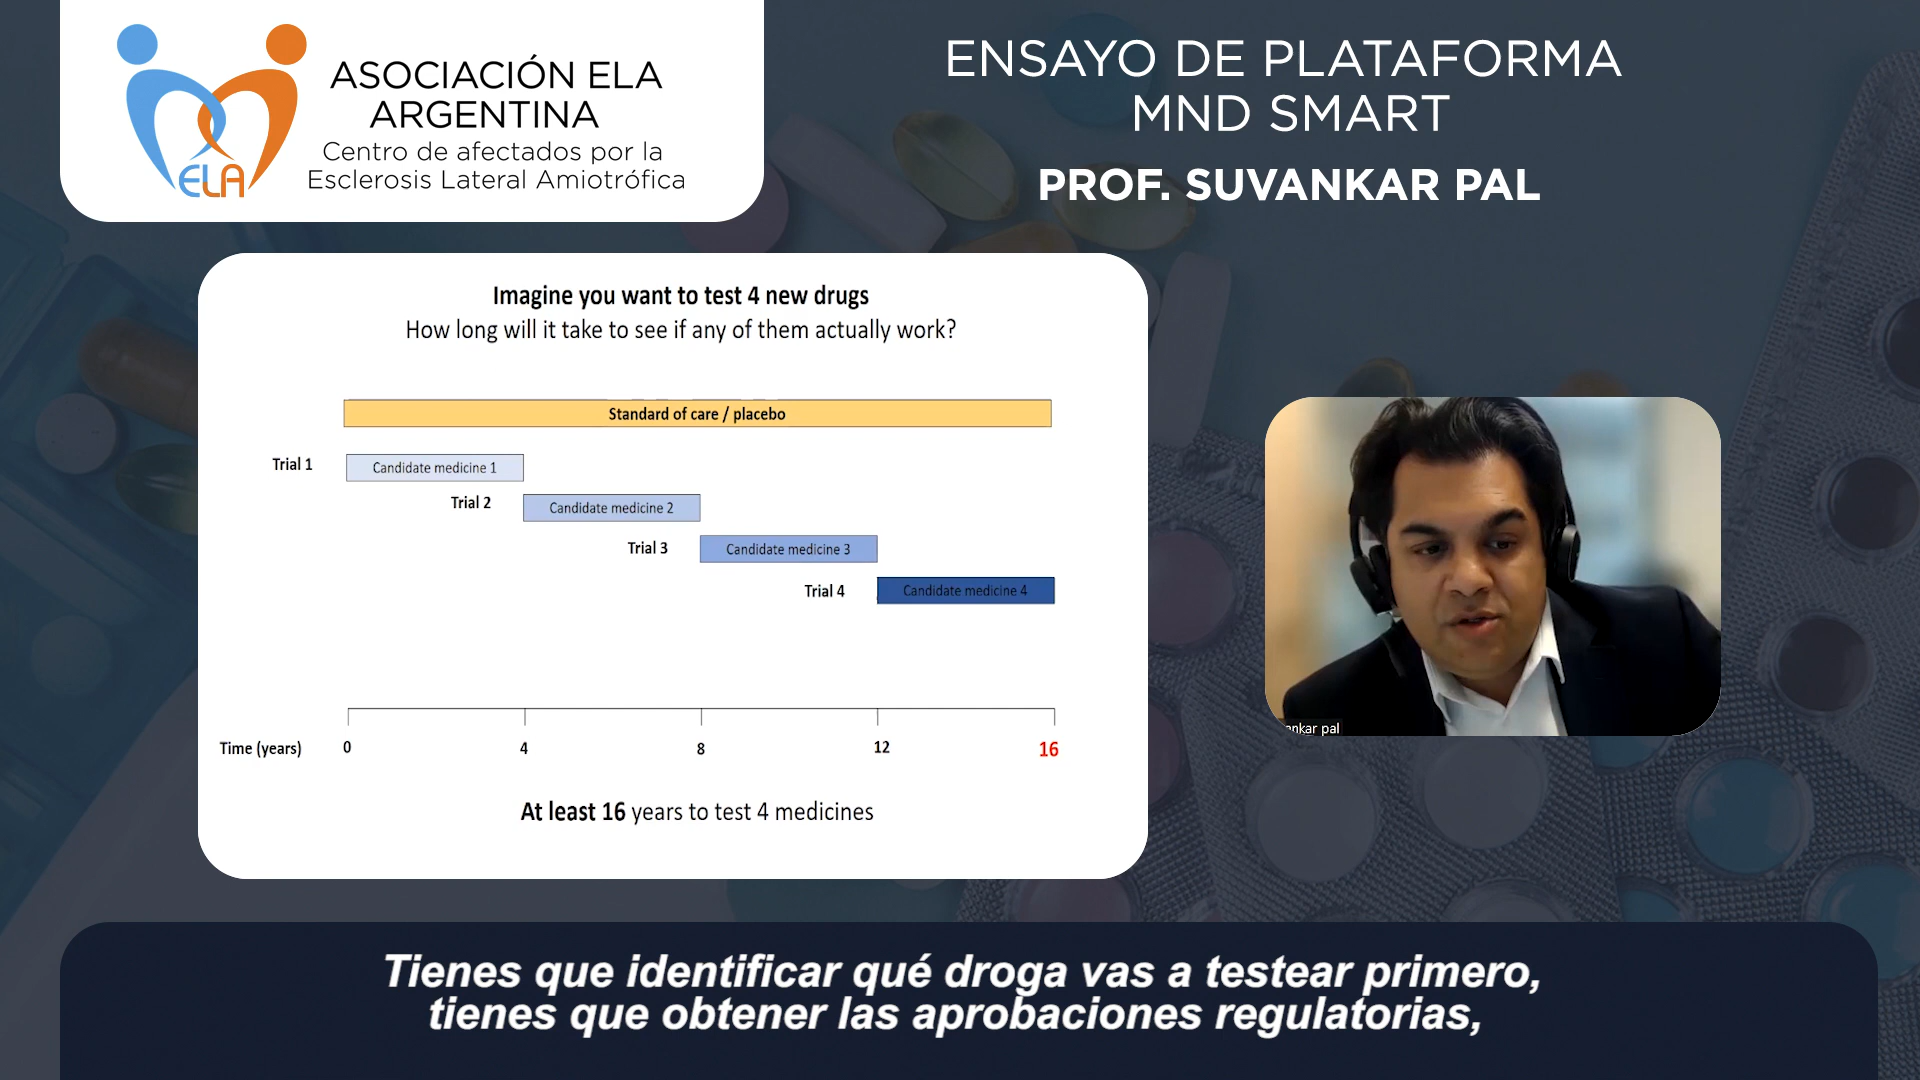 ASOCIACIÓN ELA
ARGENTINA
Centro de afectados por la
Esclerosis Lateral Amiotrófica
ELA
ENSAYO DE PLATAFORMA
MND SMART
PROF. SUVANKAR PAL
Imagine you want to test 4 new drugs
How long will it take to see if any of them actually work?
Standard of care / placebo
Trial 1
Candidate medicine 1
Trial 2
Candidate medicine 2
Trial 3
Candidate medicine 3
Trial 4
Candidate medicine 4
Time (years)
0
4
8
12
16
At least 16 years to test 4 medicines
ankar pal
Tienes que identificar qué droga vas a testear primero,
tienes que obtener las aprobaciones regulatorias,